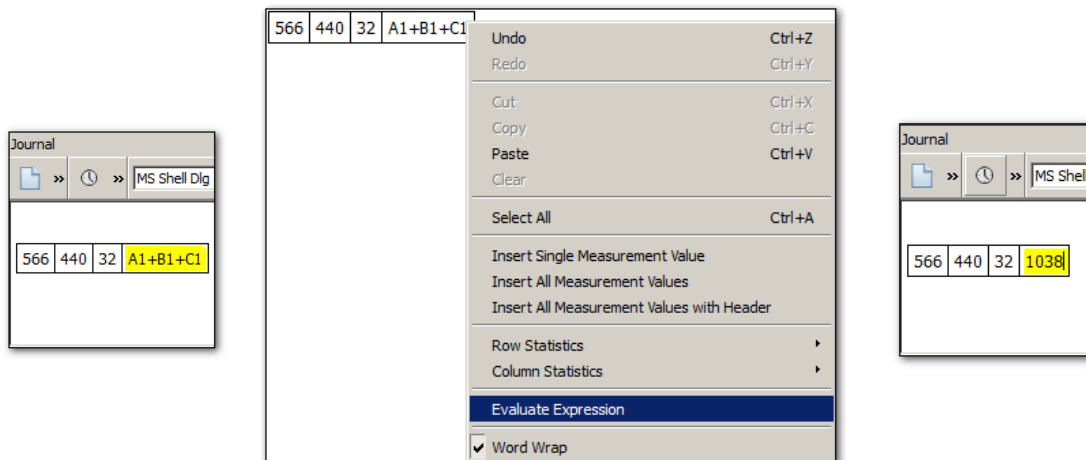 Journal
» » MS Shell Dlg
566 440 32 A1+B1+C1
566 440 32 A1+B1+C1
Undo Ctrl+Z
Redo Ctrl+Y
Cut Ctrl+X
Copy Ctrl+C
Paste Ctrl+V
Clear
Select All Ctrl+A
Insert Single Measurement Value
Insert All Measurement Values
Insert All Measurement Values with Header
Row Statistics
Column Statistics
Evaluate Expression
Word Wrap
Journal
» » MS Shel
566 440 32 1038